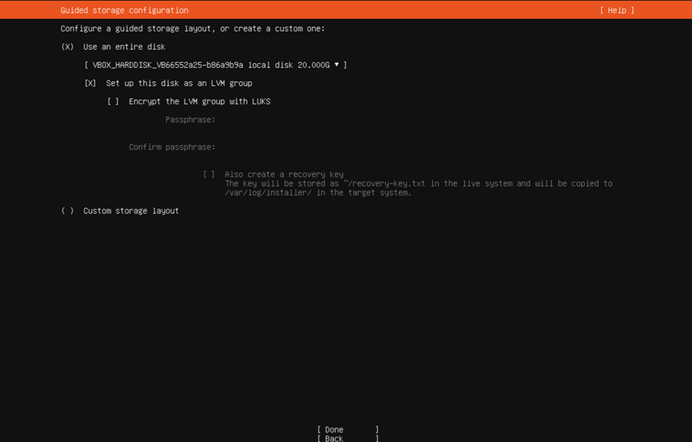 Guided storage configuration [ Help ]
Configure a guided storage layout, or create a custom one:
(X) Use an entire disk
[ VBOX_HARDDISK_VB66552a25-b86a9b9a local disk 20.000G ▾ ]
[X] Set up this disk as an LVM group
[ ] Encrypt the LVM group with LUKS
Passphrase:
Confirm passphrase:
[ ] Also create a recovery key
The key will be stored as ~/recovery-key.txt in the live system and will be copied to
/var/log/installer/ in the target system.
( ) Custom storage layout
[ Done ]
[ Back ]